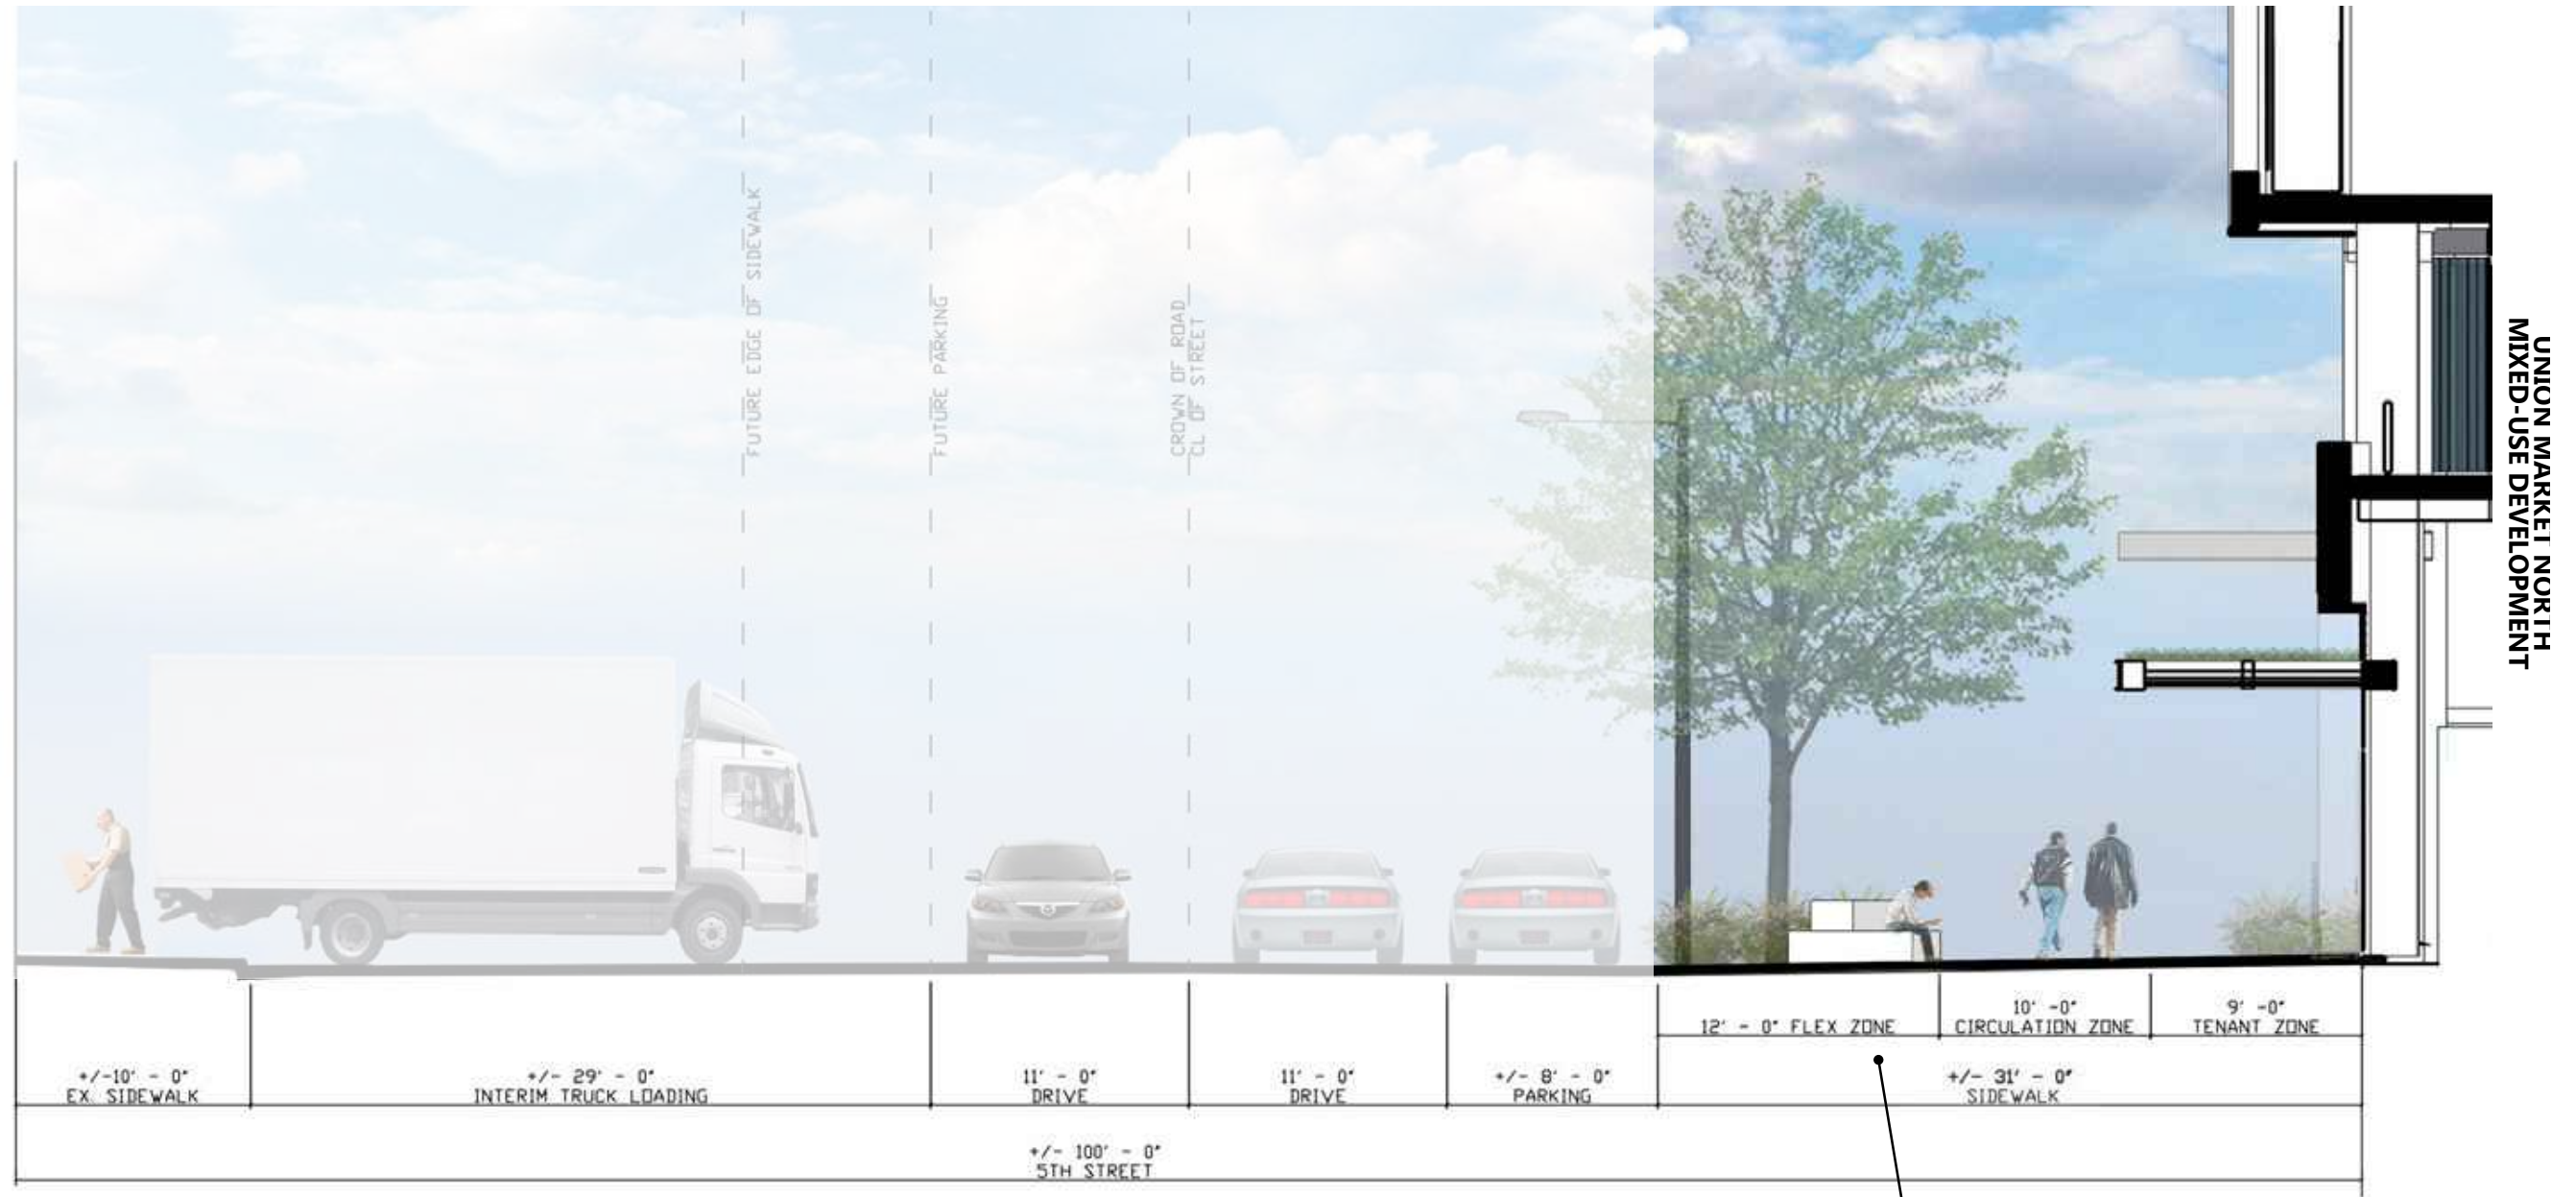 FUTURE EDGE OF SIDEWALK
FUTURE PARKING
CROWN OF ROAD
CL OF STREET
UNION MARKET NORTH
MIXED-USE DEVELOPMENT
12' - 0" FLEX ZONE
10' -0"
CIRCULATION ZONE
9' -0"
TENANT ZONE
+/-10' - 0"
EX. SIDEWALK
+/- 29' - 0"
INTERIM TRUCK LOADING
11' - 0"
DRIVE
11' - 0"
DRIVE
+/- 8' - 0"
PARKING
+/- 31' - 0"
SIDEWALK
+/- 100' - 0"
5TH STREET